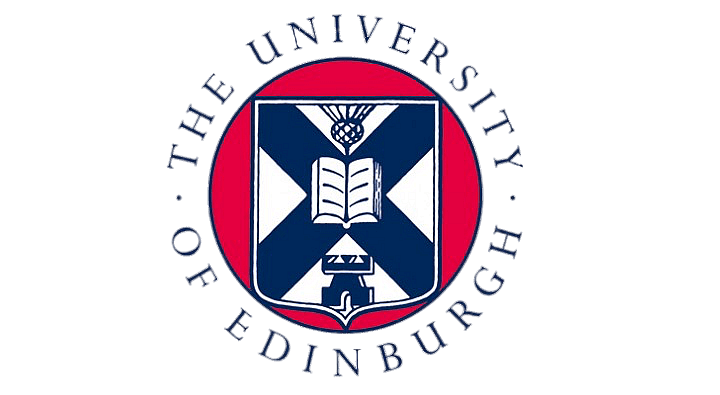 · THE UNIVERSITY ·
OF EDINBURGH